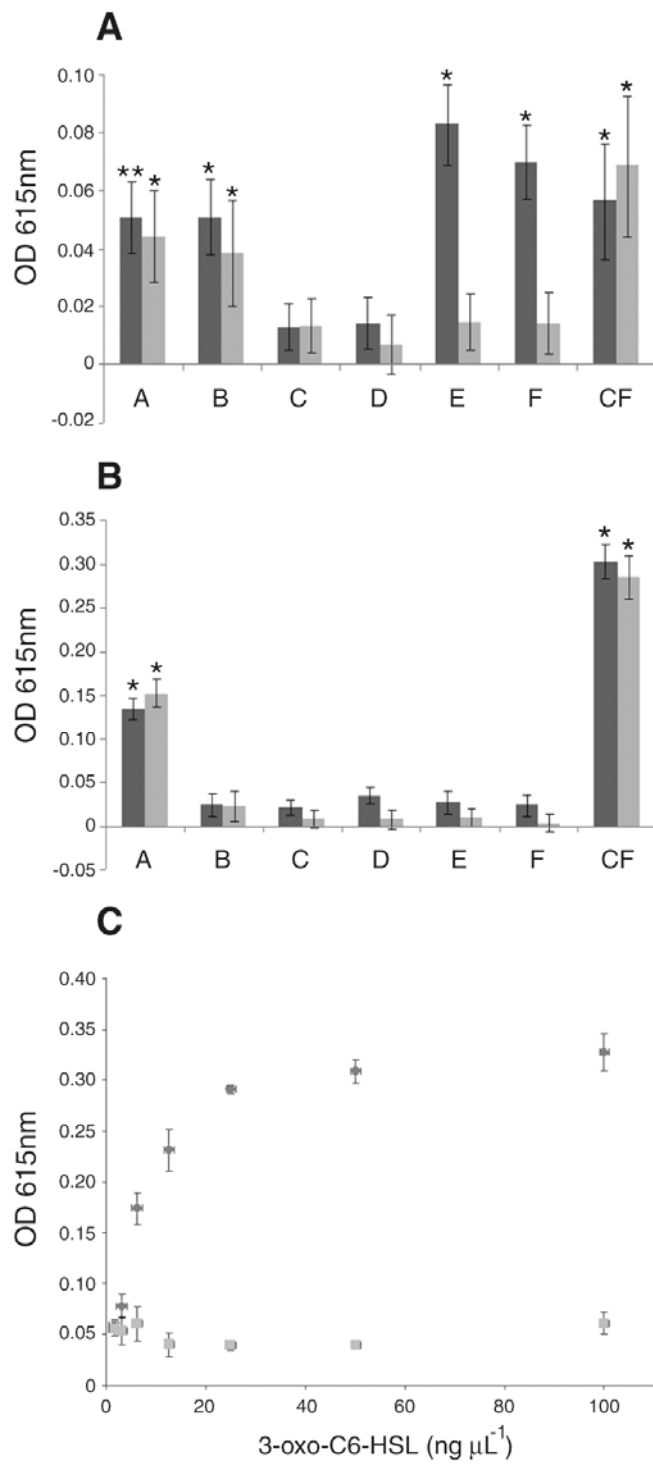 A
OD 615nm
0.10
0.08
0.06
0.04
0.02
0
-0.02
** * * * * * * *
A B C D E F CF
B
OD 615nm
0.35
0.30
0.25
0.20
0.15
0.10
0.05
0
-0.05
* * * *
A B C D E F CF
C
OD 615nm
0.40
0.35
0.30
0.25
0.20
0.15
0.10
0.05
0
0 20 40 60 80 100
3-oxo-C6-HSL (ng µL⁻¹)